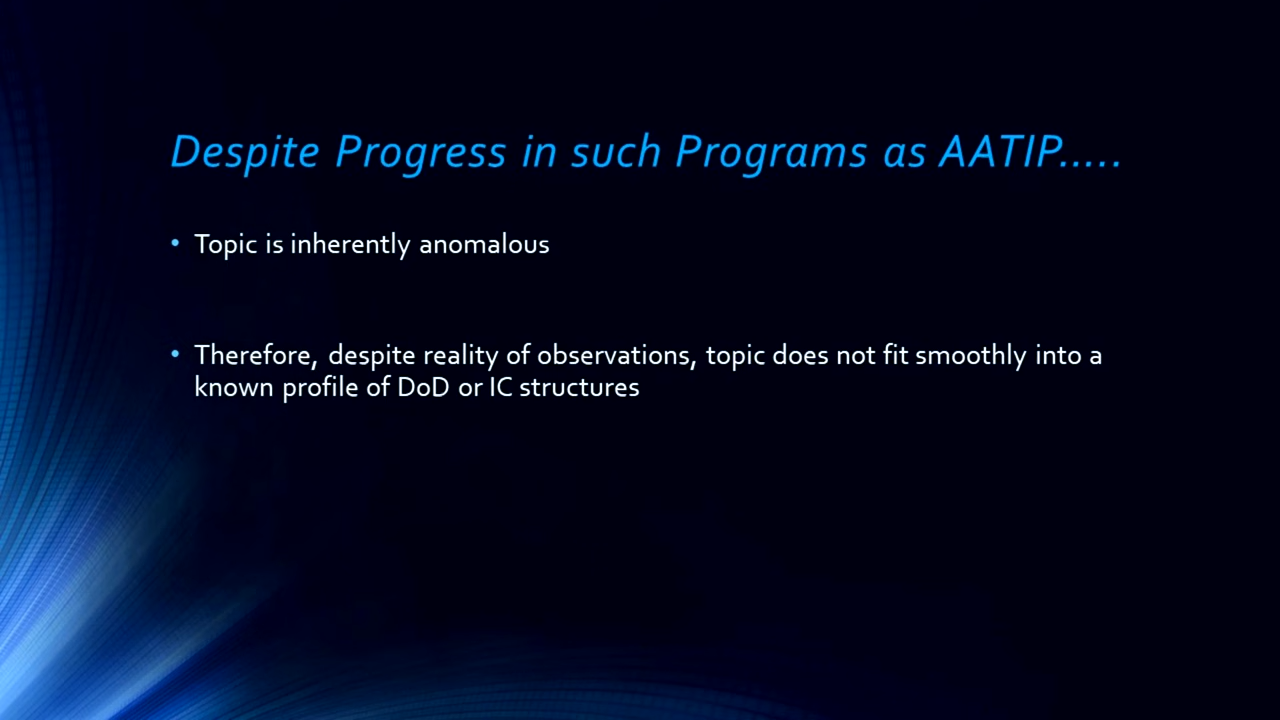 Despite Progress in such Programs as AATIP.....
• Topic is inherently anomalous
• Therefore, despite reality of observations, topic does not fit smoothly into a
known profile of DoD or IC structures